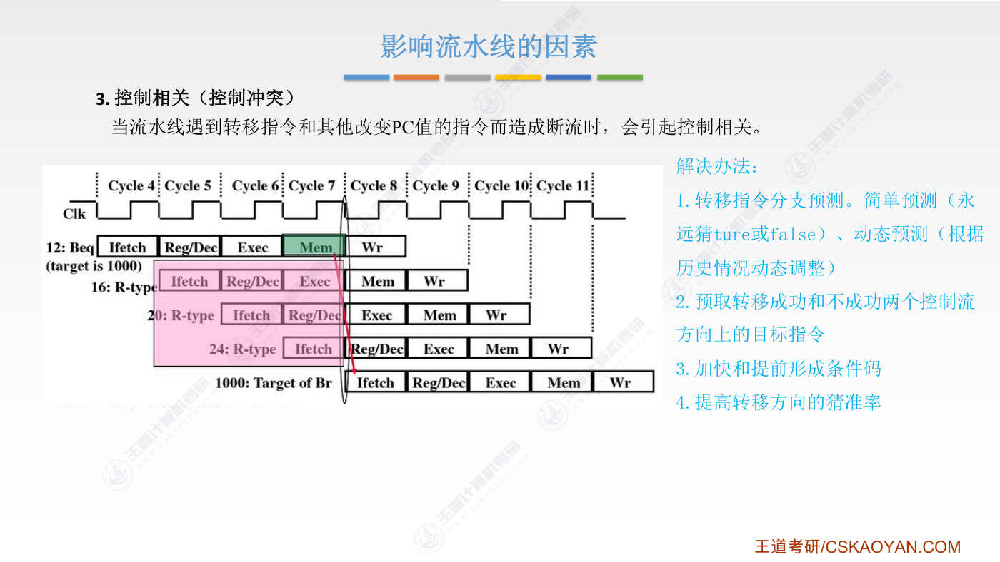 影响流水线的因素
3. 控制相关（控制冲突）
当流水线遇到转移指令和其他改变PC值的指令而造成断流时，会引起控制相关。
Cycle 4 Cycle 5 Cycle 6 Cycle 7 Cycle 8 Cycle 9 Cycle 10 Cycle 11
Clk
12: Beq Ifetch Reg/Dec Exec Mem Wr
(target is 1000)
16: R-type Ifetch Reg/Dec Exec Mem Wr
20: R-type Ifetch Reg/Dec Exec Mem Wr
24: R-type Ifetch Reg/Dec Exec Mem Wr
1000: Target of Br Ifetch Reg/Dec Exec Mem Wr
解决办法：
1.转移指令分支预测。简单预测（永
远猜ture或false）、动态预测（根据
历史情况动态调整）
2.预取转移成功和不成功两个控制流
方向上的目标指令
3.加快和提前形成条件码
4.提高转移方向的猜准率
王道考研/CSKAOYAN.COM